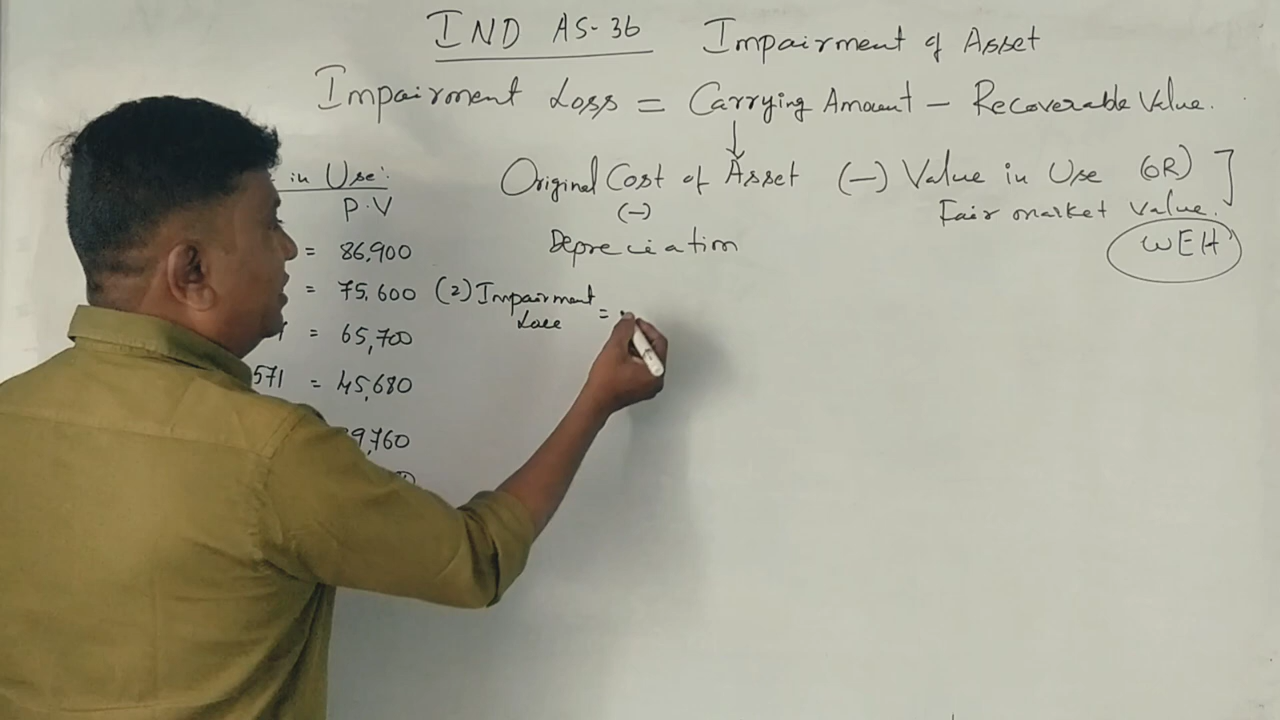 IND AS-36 Impairment of Asset
Impairment Loss = Carrying Amount - Recoverable Value.
in Use:
P.V
= 86,900
= 75,600
= 65,700
571 = 45,680
9,760
Original Cost of Asset (-) Value in Use (OR)
(-) Fair market value.
Depreciation WEH
(2) Impairment
Loss =